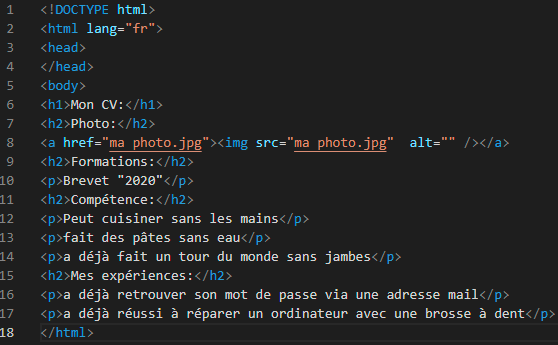 1 <!DOCTYPE html>
2 <html lang="fr">
3 <head>
4 </head>
5 <body>
6 <h1>Mon CV:</h1>
7 <h2>Photo:</h2>
8 <a href="ma photo.jpg"><img src="ma photo.jpg"  alt="" /></a>
9 <h2>Formations:</h2>
10 <p>Brevet "2020"</p>
11 <h2>Compétence:</h2>
12 <p>Peut cuisiner sans les mains</p>
13 <p>fait des pâtes sans eau</p>
14 <p>a déjà fait un tour du monde sans jambes</p>
15 <h2>Mes expériences:</h2>
16 <p>a déjà retrouver son mot de passe via une adresse mail</p>
17 <p>a déjà réussi à réparer un ordinateur avec une brosse à dent</p>
18 </html>